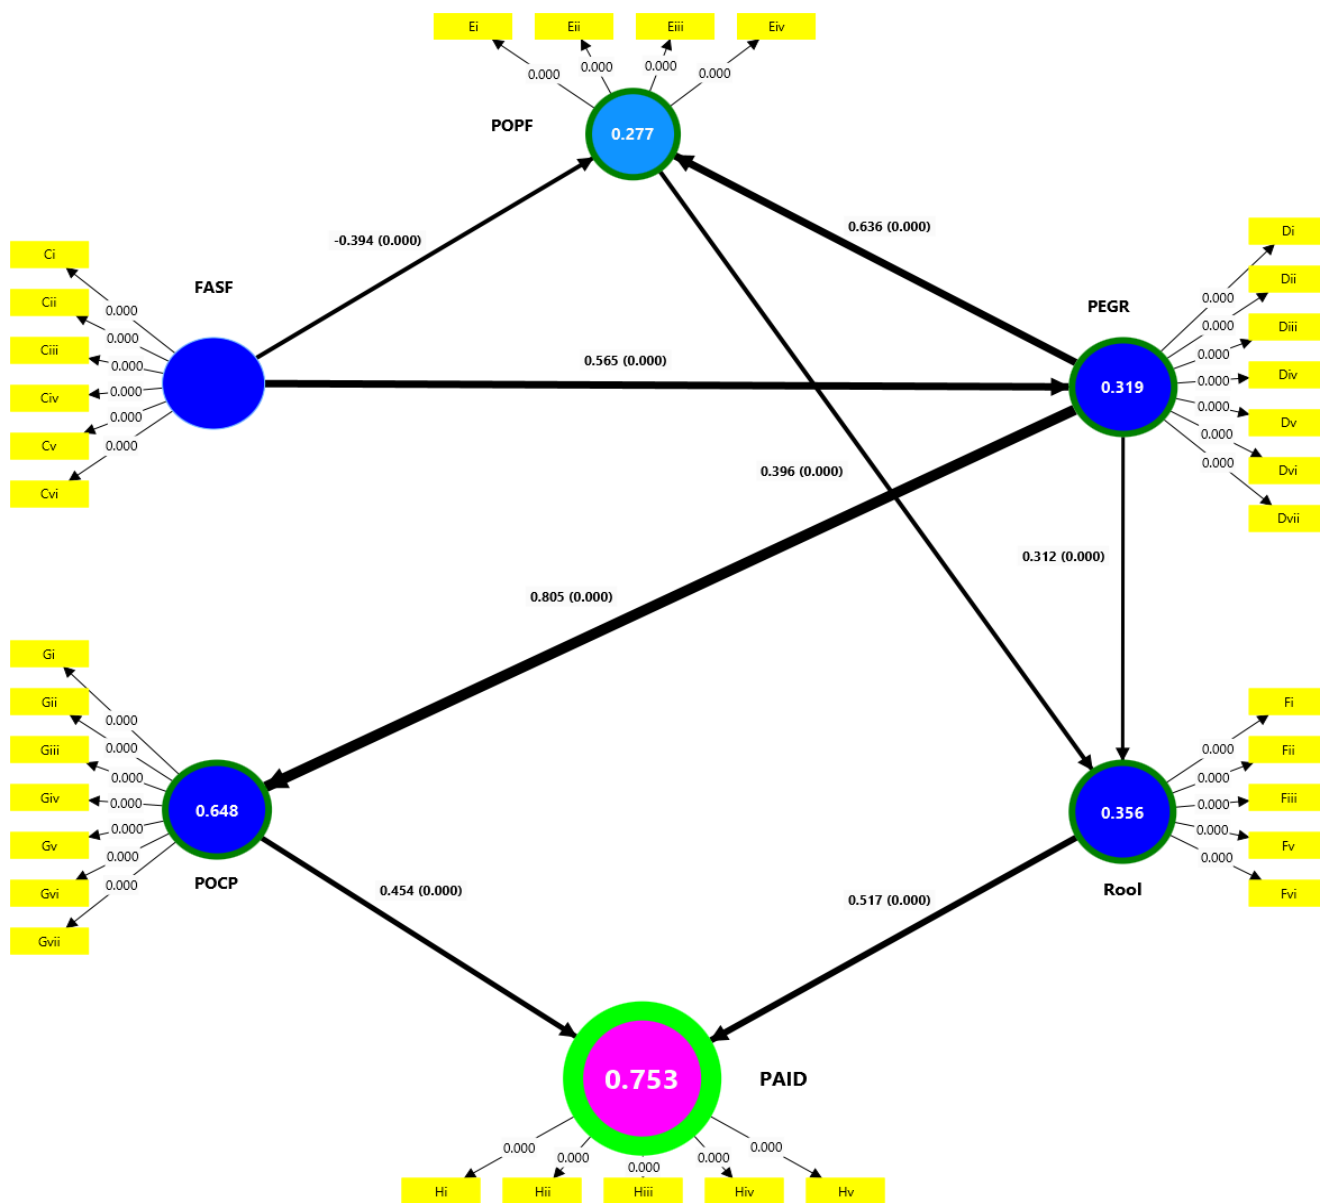 Ei
Eii
Eiii
Eiv
0.000
0.000
0.000
0.000
POPF
0.277
-0.394 (0.000)
0.636 (0.000)
Ci
Cii
Ciii
Civ
Cv
Cvi
0.000
0.000
0.000
0.000
0.000
0.000
FASF
0.565 (0.000)
PEGR
0.319
Di
Dii
Diii
Div
Dv
Dvi
Dvii
0.000
0.000
0.000
0.000
0.000
0.000
0.000
0.396 (0.000)
0.312 (0.000)
0.805 (0.000)
Gi
Gii
Giii
Giv
Gv
Gvi
Gvii
0.000
0.000
0.000
0.000
0.000
0.000
0.000
0.648
POCP
0.356
Rool
Fi
Fii
Fiii
Fv
Fvi
0.000
0.000
0.000
0.000
0.000
0.454 (0.000)
0.517 (0.000)
0.753
PAID
0.000
0.000
0.000
0.000
0.000
Hi
Hii
Hiii
Hiv
Hv